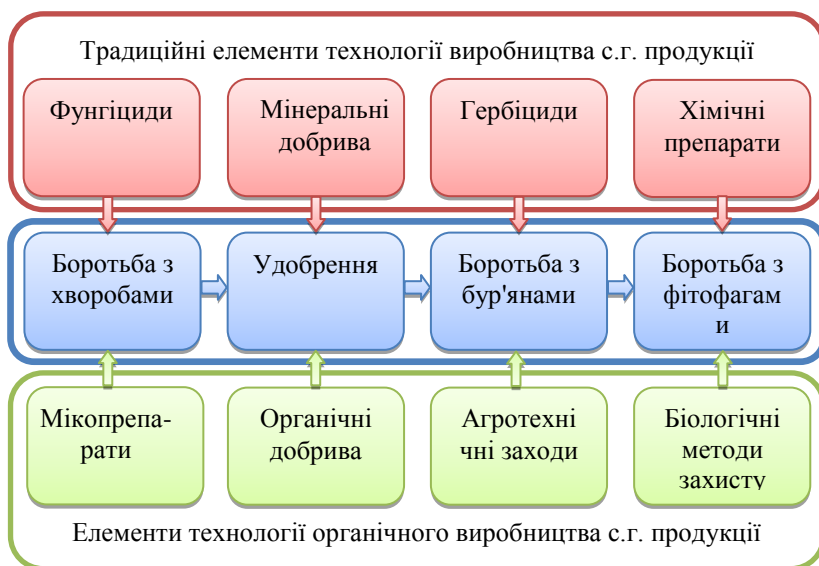 Традиційні елементи технології виробництва с.г. продукції
Фунгіциди
Мінеральні
добрива
Гербіциди
Хімічні
препарати
Боротьба з
хворобами
Удобрення
Боротьба з
бур'янами
Боротьба з
фітофагам
и
Мікопрепа-
рати
Органічні
добрива
Агротехні
чні заходи
Біологічні
методи
захисту
Елементи технології органічного виробництва с.г. продукції